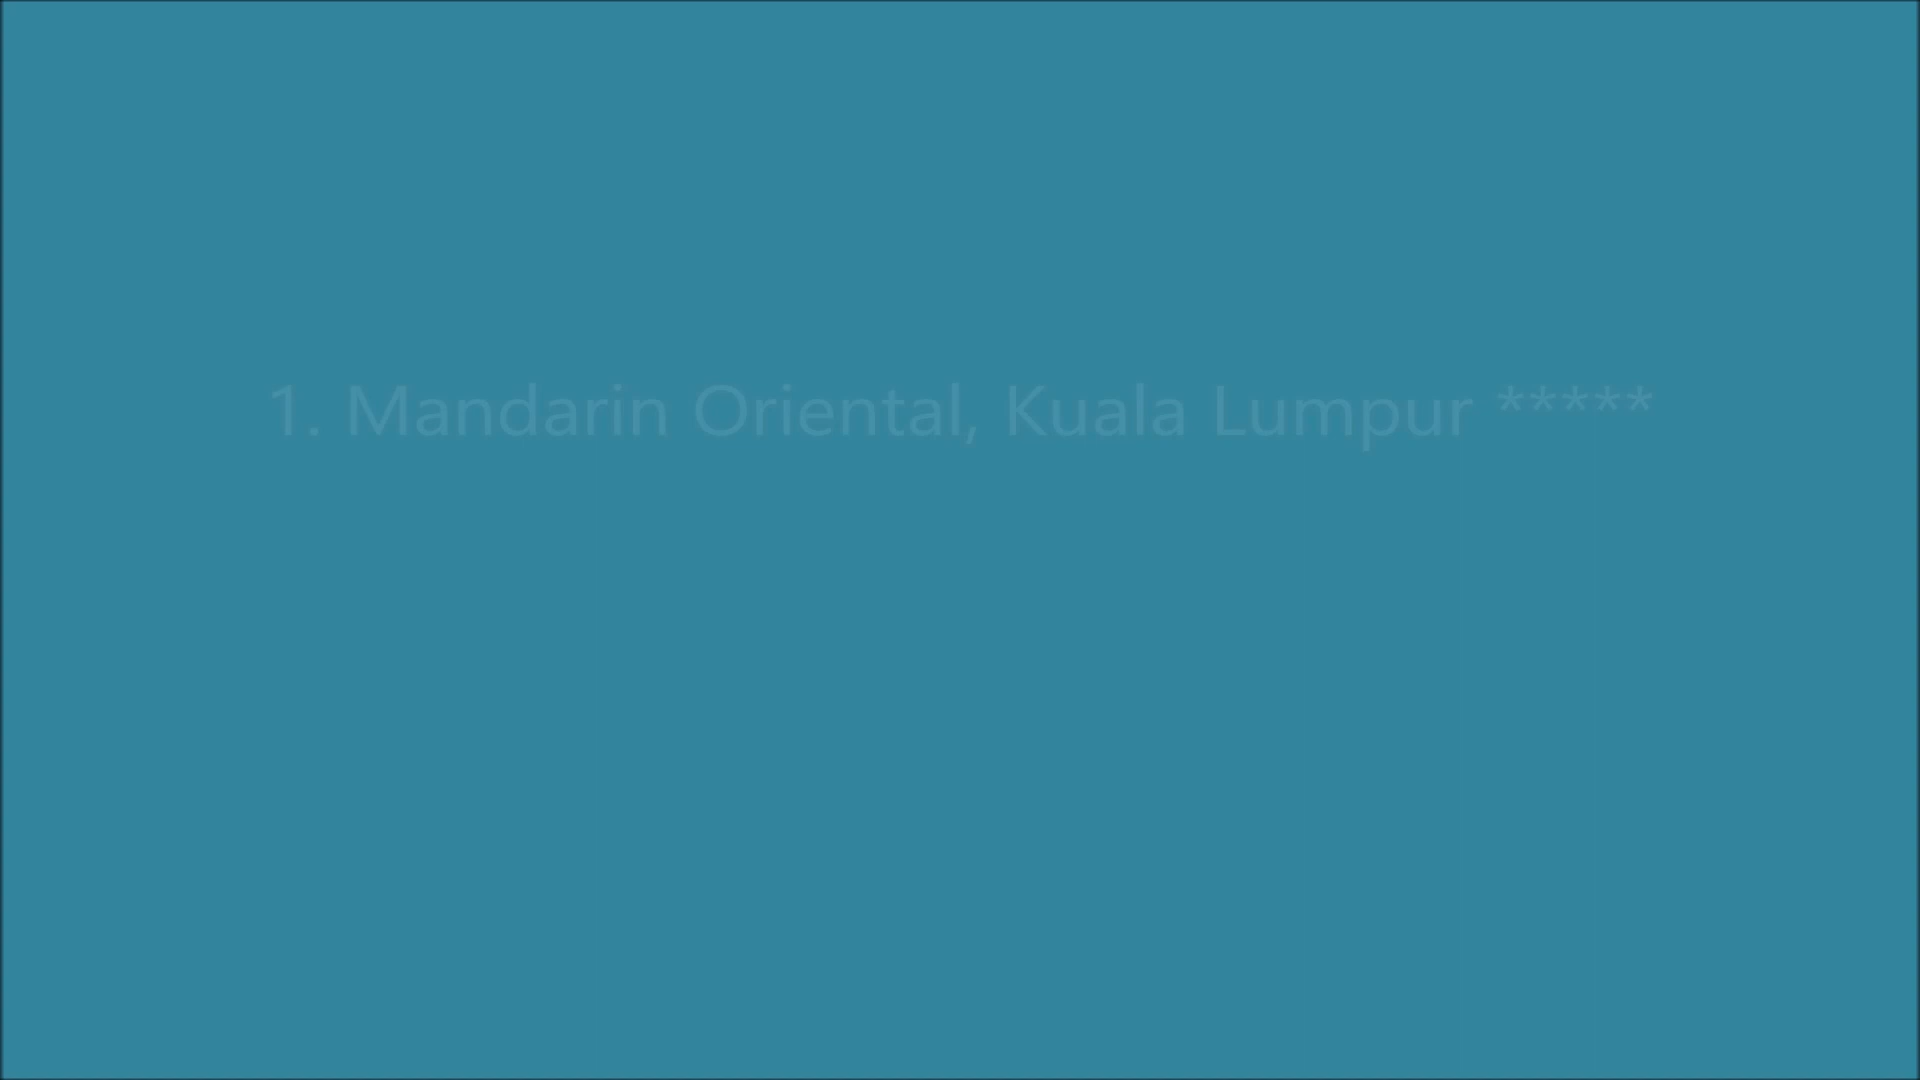 1. Mandarin Oriental, Kuala Lumpur *****